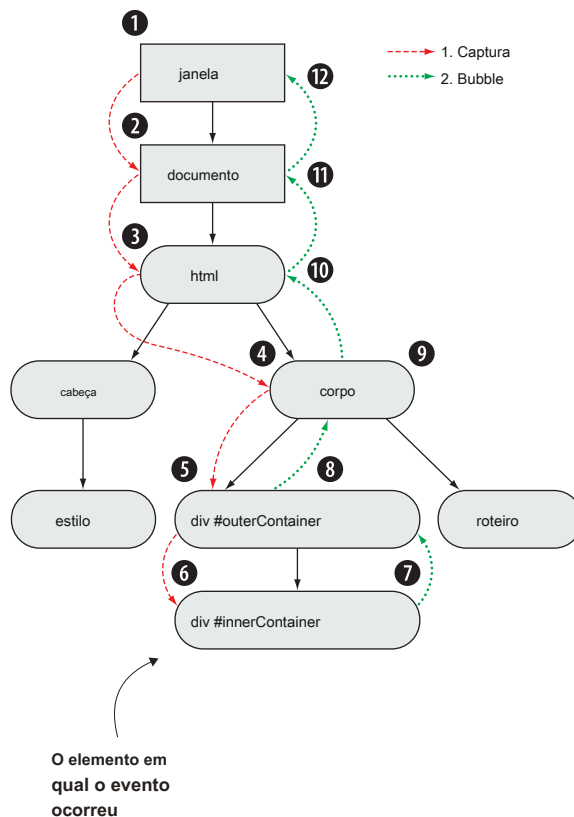 1
janela
12
1. Captura
2. Bubble
2
documento
11
3
html
10
4
9
cabeça
corpo
5
8
estilo
div #outerContainer
roteiro
6
7
div #innerContainer
O elemento em
qual o evento
ocorreu